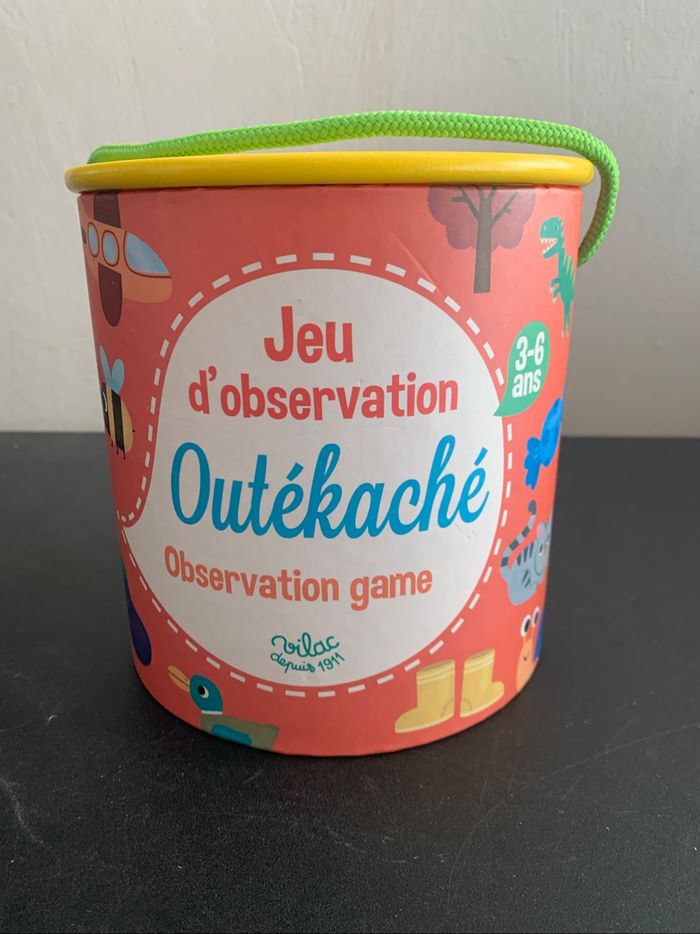 Jeu
d'observation
3-6
ans
Outékaché
Observation game
vilac
depuis 1911